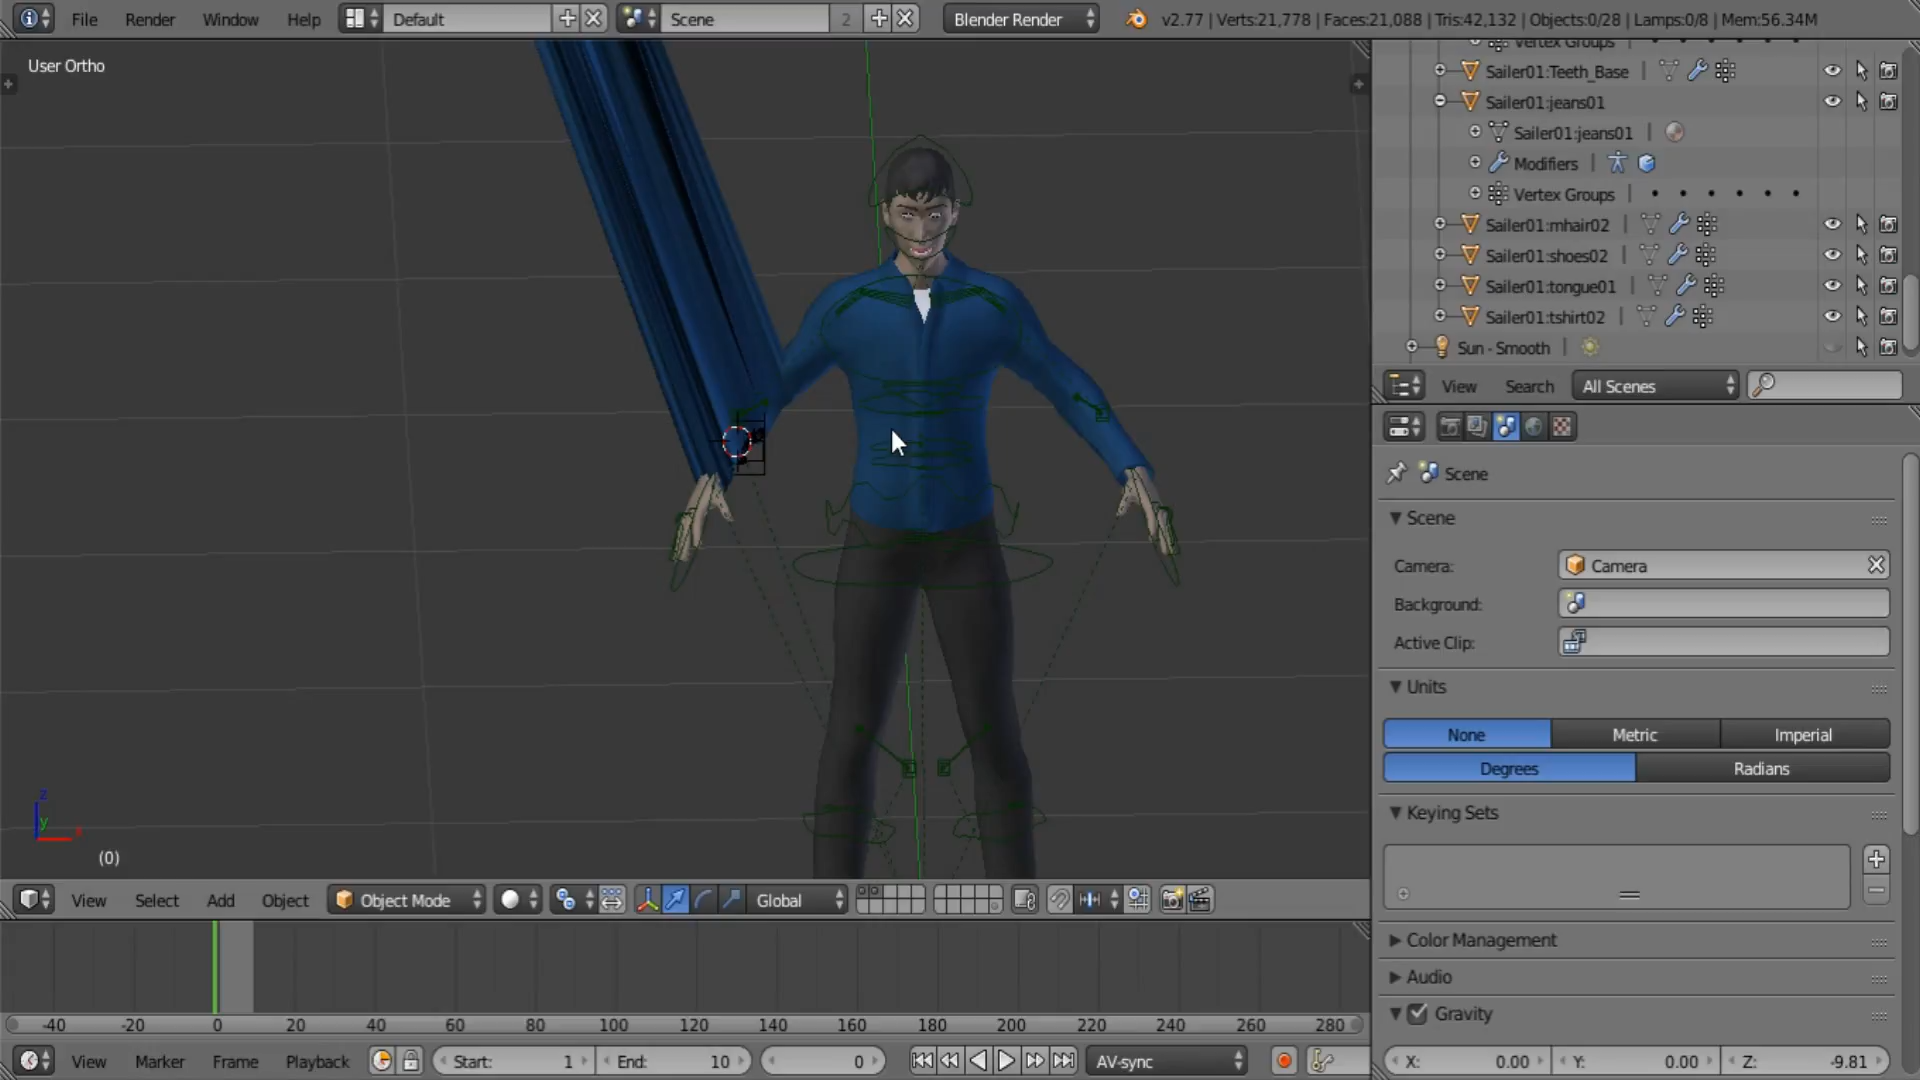 File Render Window Help Default Scene 2 Blender Render v2.77 | Verts:21,778 | Faces:21,088 | Tris:42,132 | Objects:0/28 | Lamps:0/8 | Mem:56.34M
User Ortho
Vertex Groups
Sailer01:Teeth_Base
Sailer01:jeans01
Sailer01:jeans01
Modifiers
Vertex Groups
Sailer01:mhair02
Sailer01:shoes02
Sailer01:tongue01
Sailer01:tshirt02
Sun - Smooth
View Search All Scenes
Scene
Scene
Camera: Camera
Background:
Active Clip:
Units
None Metric Imperial
Degrees Radians
Keying Sets
Color Management
Audio
Gravity
X: 0.00 Y: 0.00 Z: -9.81
z
y
x
(0)
View Select Add Object Object Mode Global
-40 -20 0 20 40 60 80 100 120 140 160 180 200 220 240 260 280
View Marker Frame Playback Start: 1 End: 10 0 AV-sync